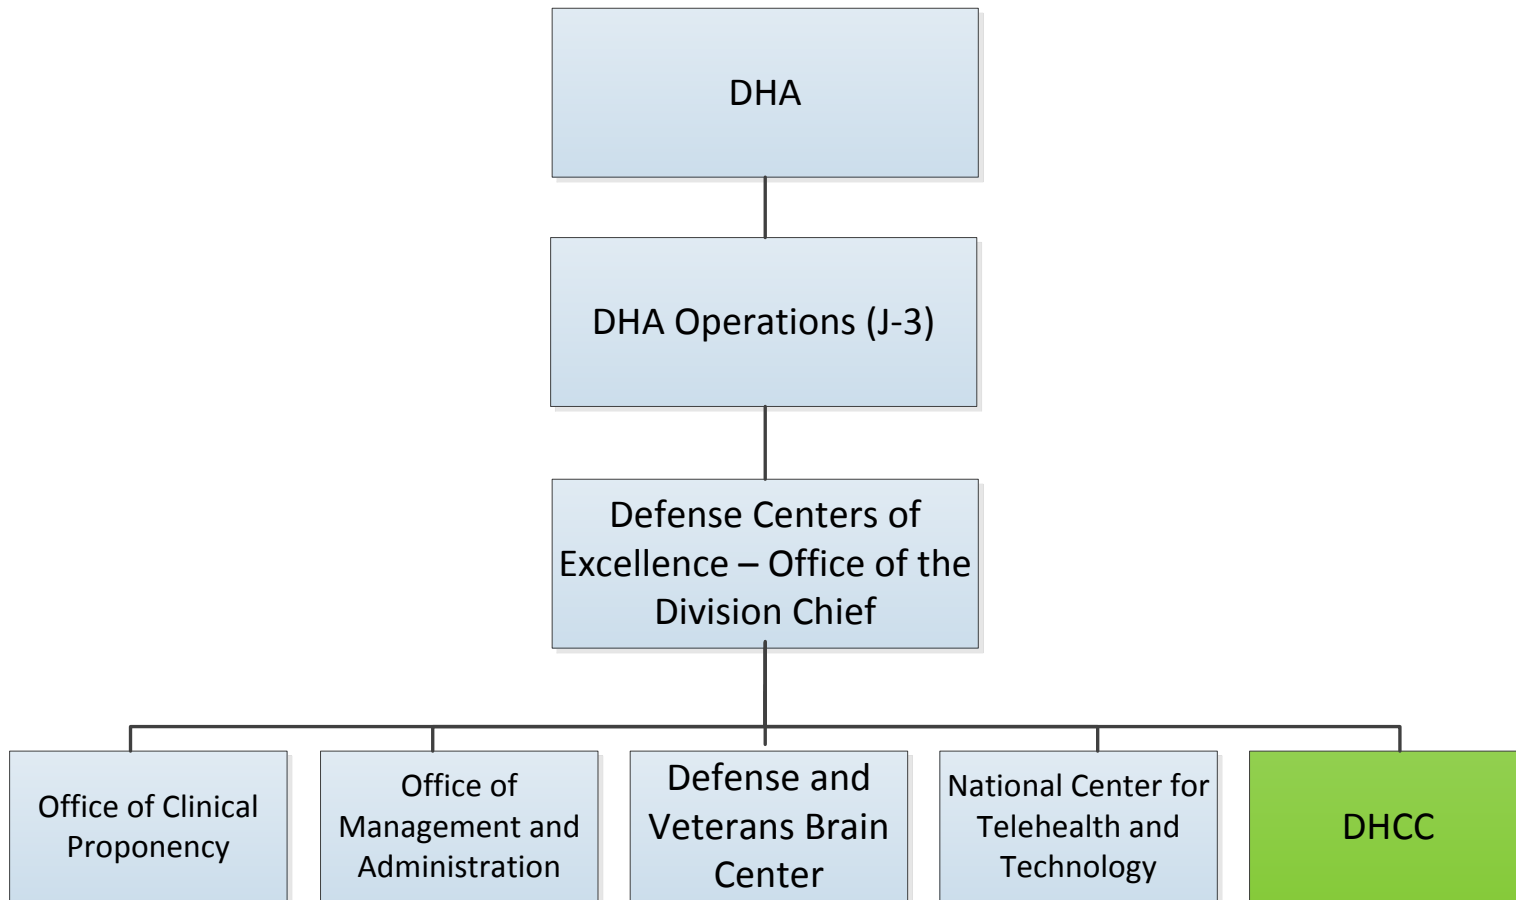 DHA
DHA Operations (J-3)
Defense Centers of
Excellence – Office of the
Division Chief
Office of Clinical
Proponency
Office of
Management and
Administration
Defense and
Veterans Brain
Center
National Center for
Telehealth and
Technology
DHCC